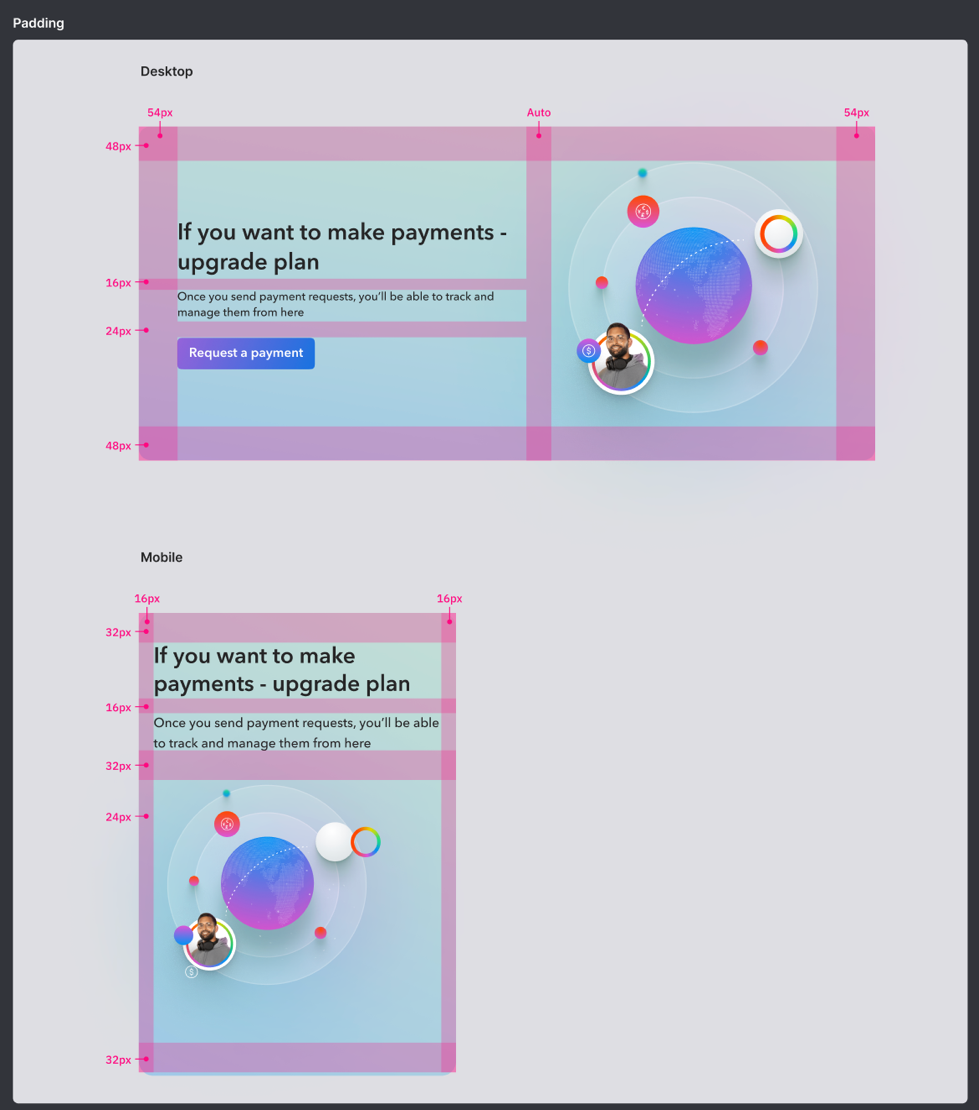 Padding
Desktop
54px
Auto
54px
48px
If you want to make payments -
upgrade plan
16px
Once you send payment requests, you'll be able to track and
manage them from here
24px
Request a payment
$
48px
Mobile
16px
16px
32px
If you want to make
payments - upgrade plan
16px
Once you send payment requests, you'll be able
to track and manage them from here
32px
24px
$
32px